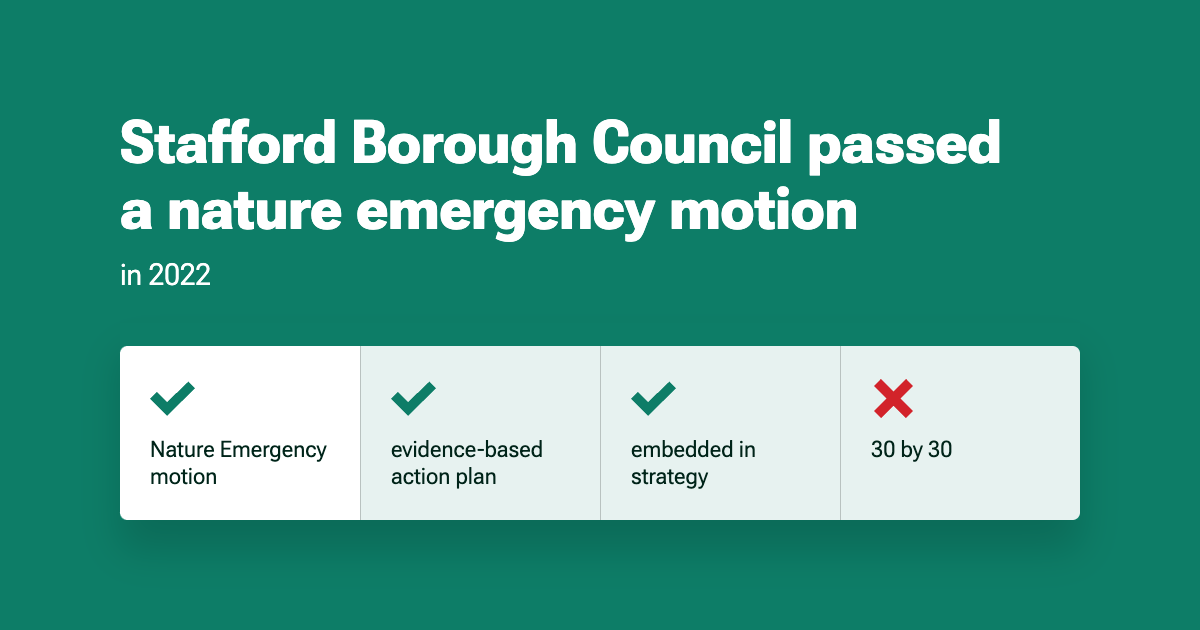 Stafford Borough Council passed
a nature emergency motion
in 2022
Nature Emergency
motion
evidence-based
action plan
embedded in
strategy
30 by 30